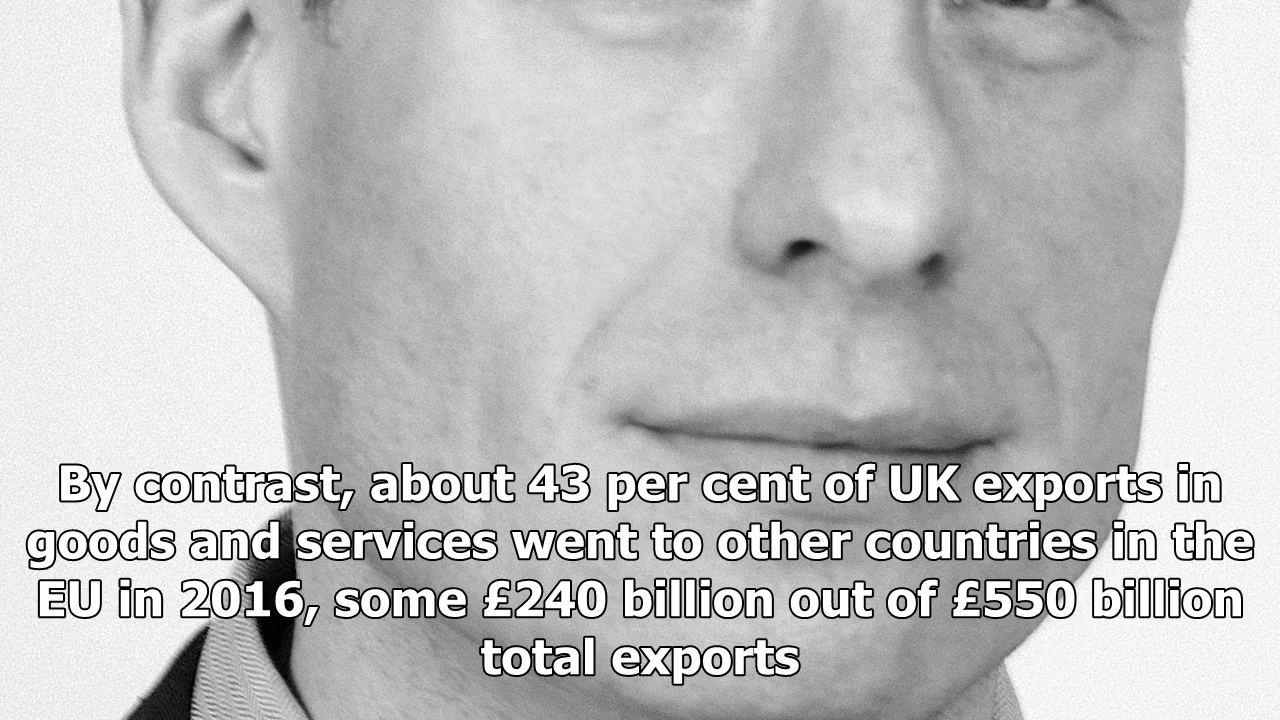 By contrast, about 43 per cent of UK exports in
goods and services went to other countries in the
EU in 2016, some £240 billion out of £550 billion
total exports